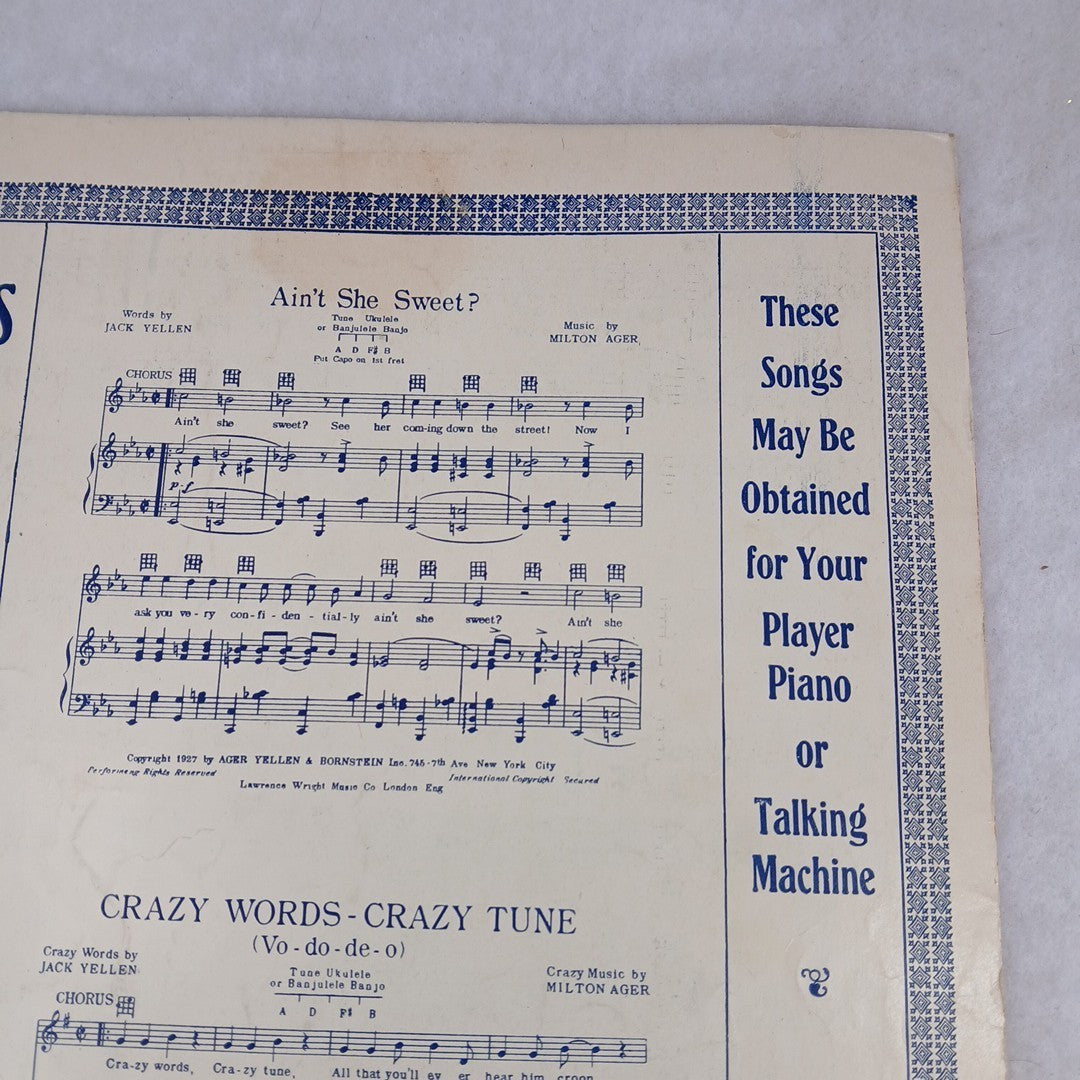 S
Ain't She Sweet?
Words by
JACK YELLEN
Tune Ukulele
or Banjulele Banjo
A D F# B
Put Capo on 1st fret
Music by
MILTON AGER
CHORUS
Ain't she sweet? See her com-ing down the street! Now I
p-f
ask you ve-ry con-fi-den-tial-ly ain't she sweet? Ain't she
Copyright 1927 by AGER YELLEN & BORNSTEIN Inc. 745-7th Ave New York City
Performing Rights Reserved
International Copyright Secured
Lawrence Wright Music Co London Eng
CRAZY WORDS-CRAZY TUNE
(Vo-do-de-o)
Crazy Words by
JACK YELLEN
Tune Ukulele
or Banjulele Banjo
A D F# B
Crazy Music by
MILTON AGER
CHORUS
Cra-zy words, Cra-zy tune, All that you'll ev er hear him croon
These
Songs
May Be
Obtained
for Your
Player
Piano
or
Talking
Machine